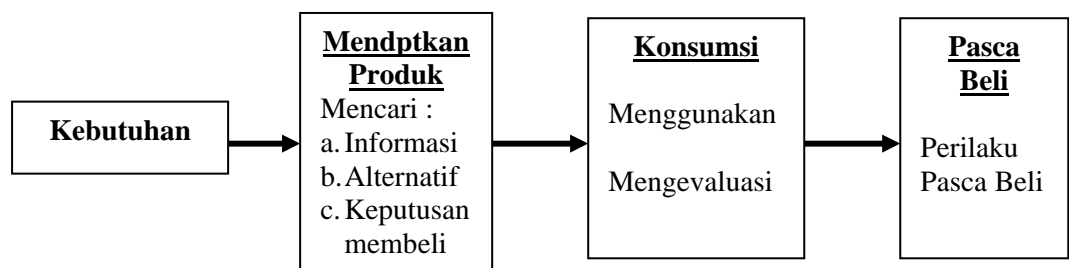 Kebutuhan
Mendptkan
Produk
Mencari :
a. Informasi
b. Alternatif
c. Keputusan
membeli
Konsumsi
Menggunakan
Mengevaluasi
Pasca
Beli
Perilaku
Pasca Beli